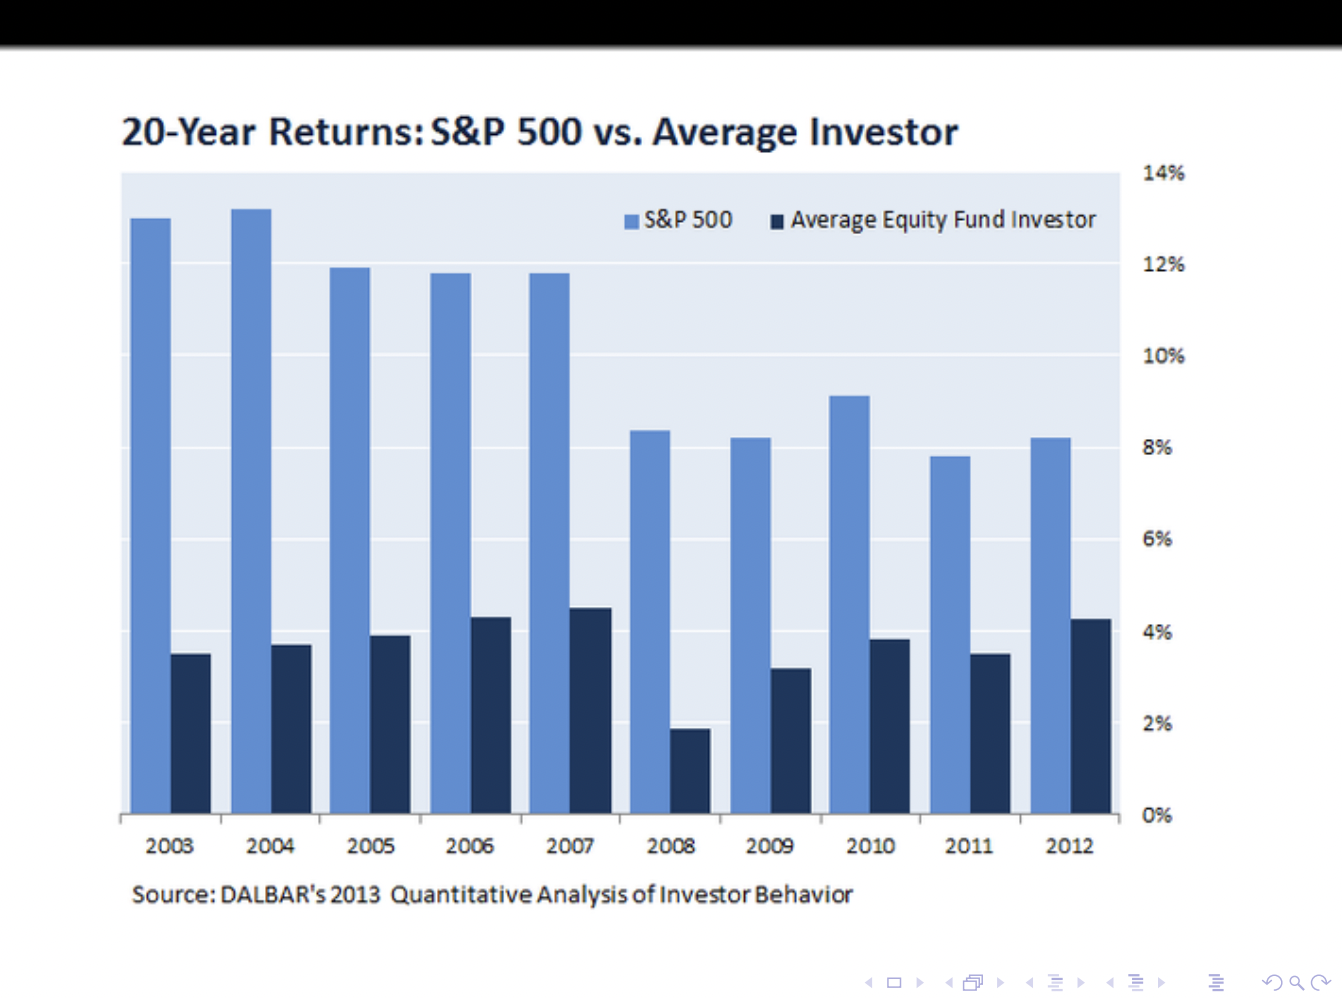 20-Year Returns: S&P 500 vs. Average Investor
14%
S&P 500 Average Equity Fund Investor
12%
10%
8%
6%
4%
2%
0%
2003 2004 2005 2006 2007 2008 2009 2010 2011 2012
Source: DALBAR's 2013 Quantitative Analysis of Investor Behavior